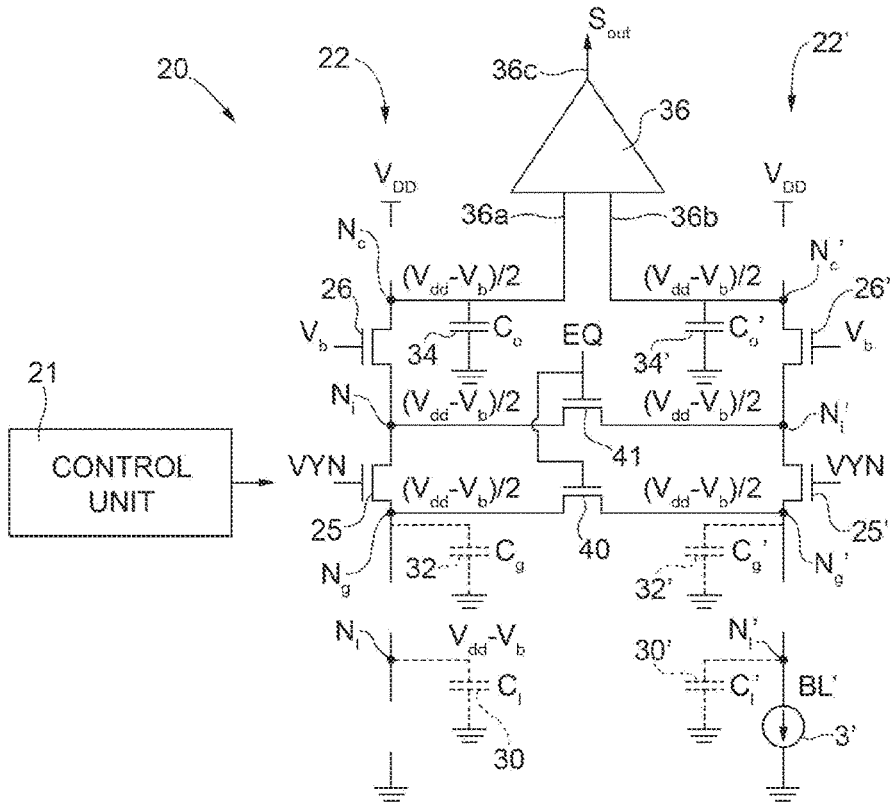 S_out
20
22
36c
22'
36
V_DD
V_DD
36a
36b
N_c
N_c'
(V_dd-V_b)/2
(V_dd-V_b)/2
26
26'
V_b
C_o
EQ
C_o'
V_b
34
34'
21
N_i
(V_dd-V_b)/2
(V_dd-V_b)/2
N_i'
41
CONTROL
UNIT
VYN
(V_dd-V_b)/2
(V_dd-V_b)/2
VYN
25
40
25'
N_g
32
C_g
32'
C_g'
N_g'
N_l
V_dd-V_b
30'
N_l'
C_l
C_l'
BL'
30
3'